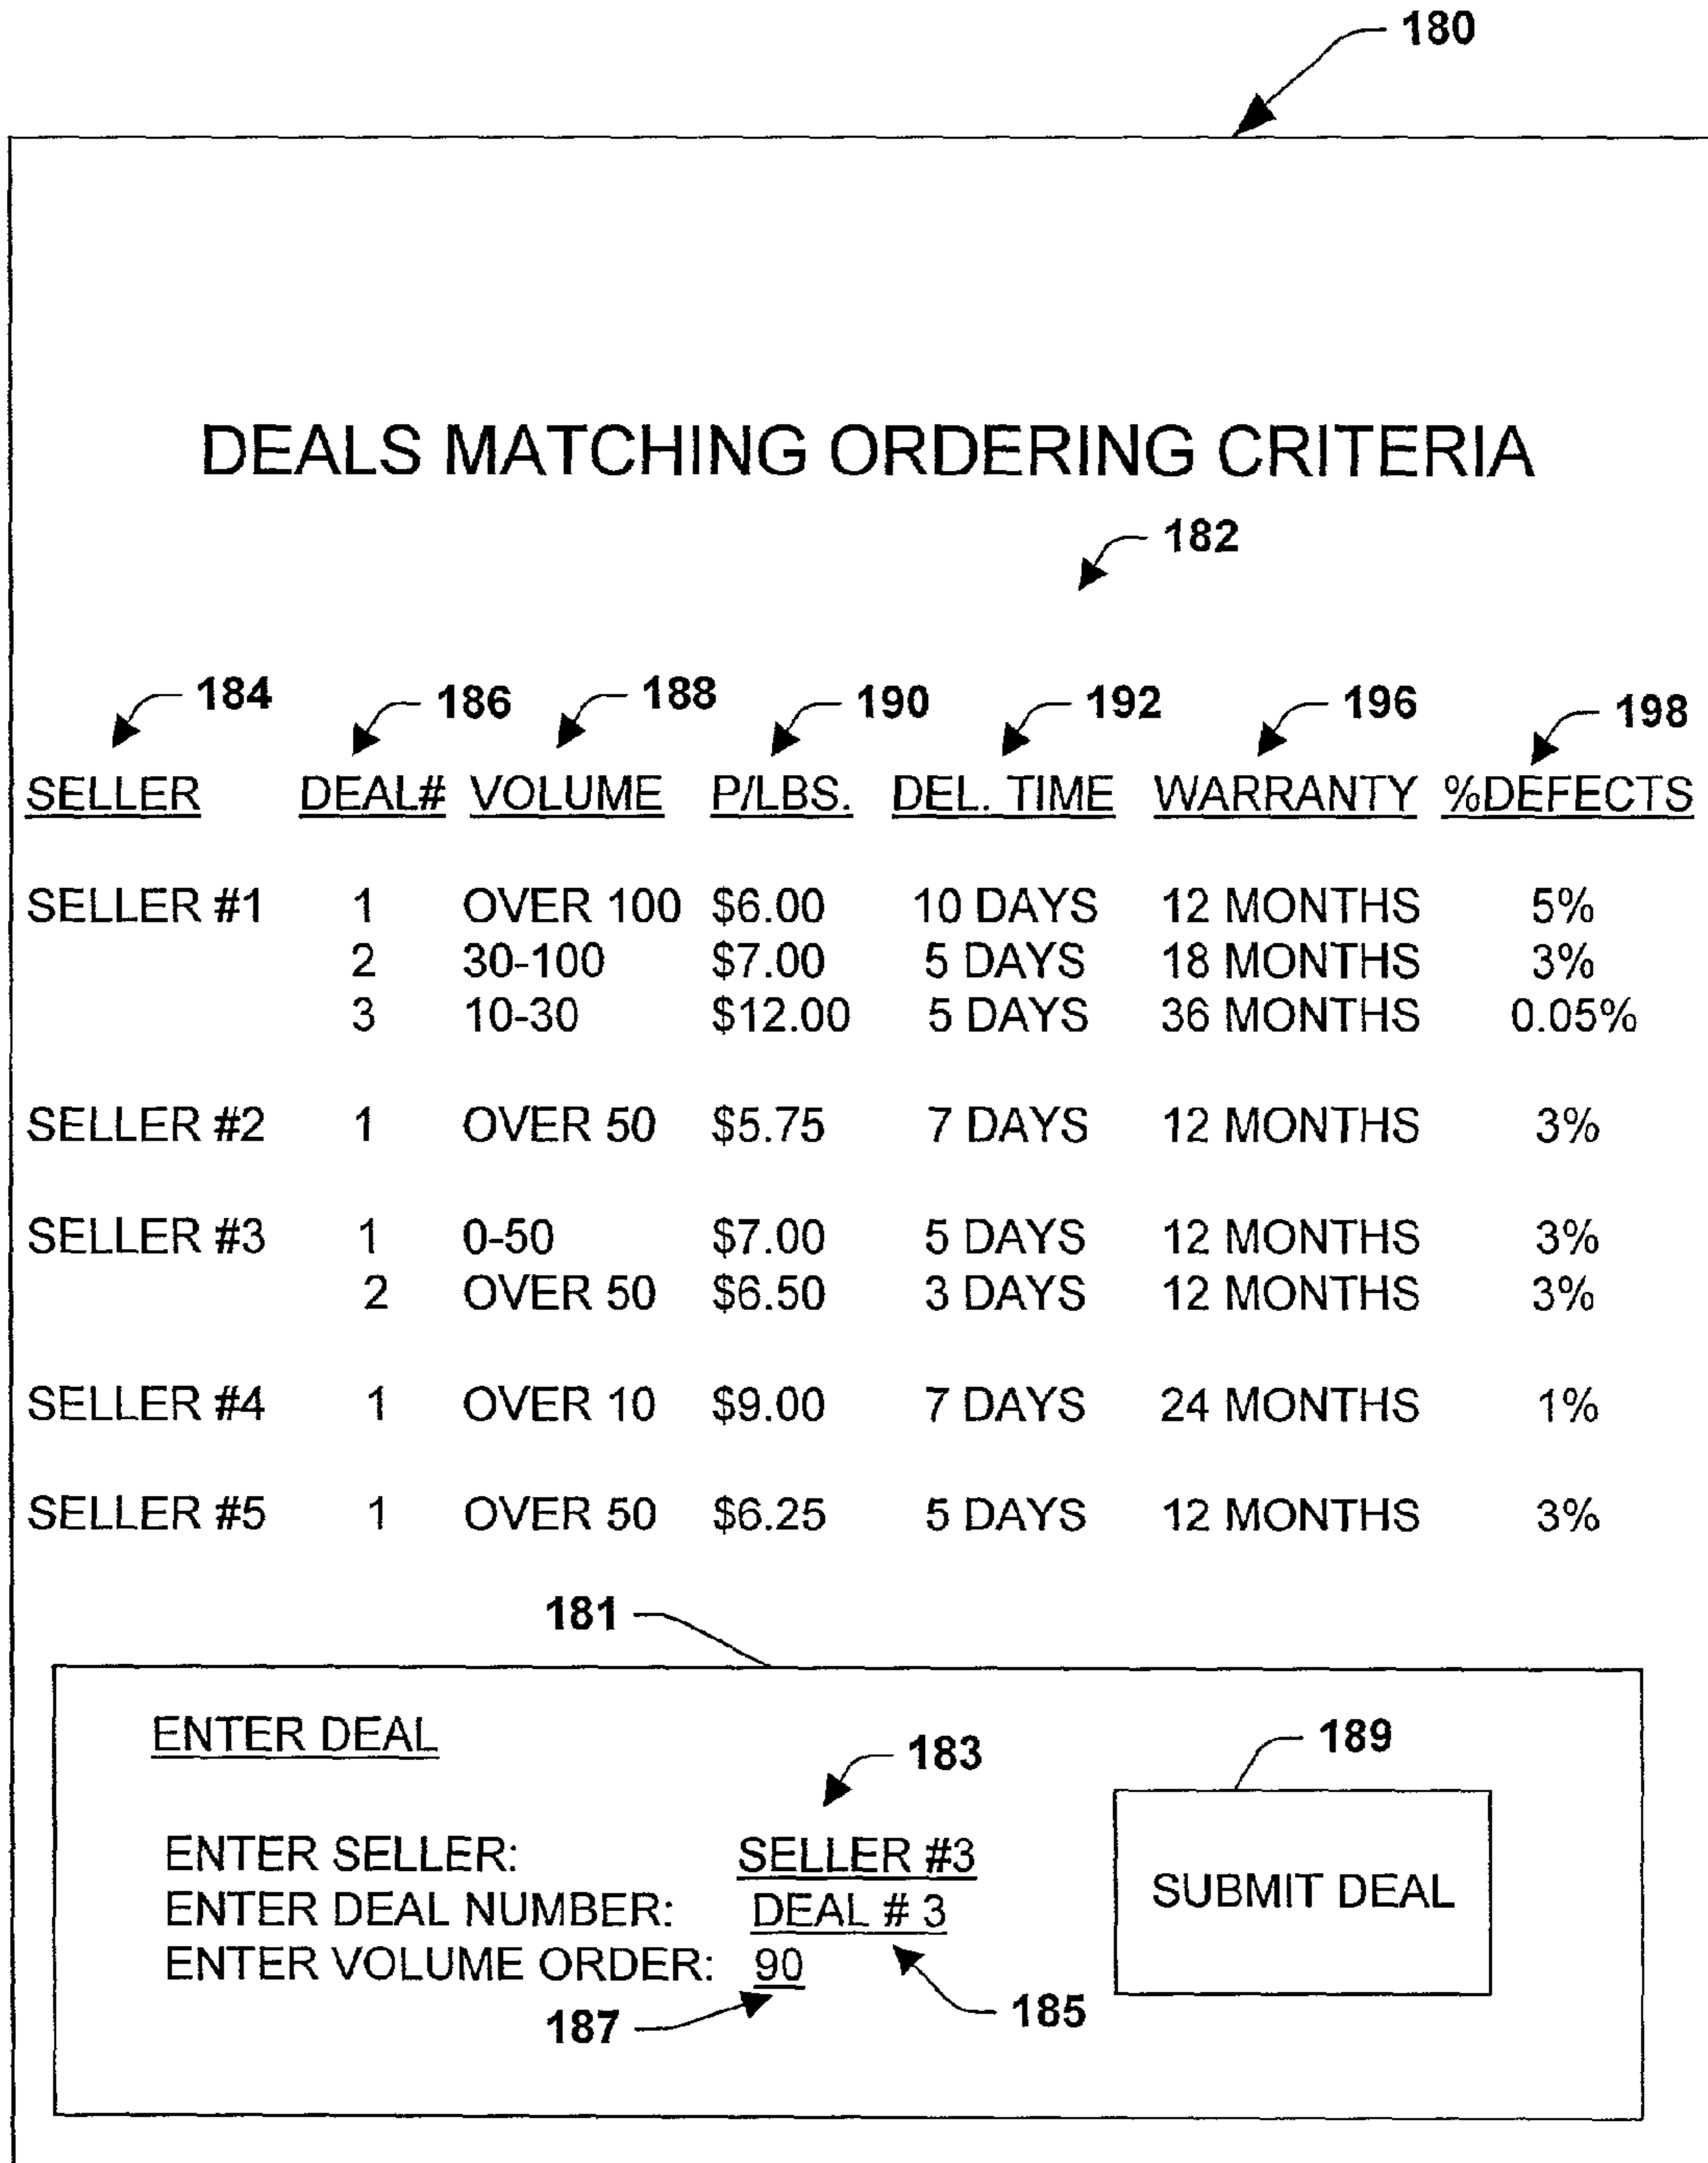 180
DEALS MATCHING ORDERING CRITERIA
182
184 186 188 190 192 196 198
SELLER DEAL# VOLUME P/LBS. DEL. TIME WARRANTY %DEFECTS
SELLER #1 1 OVER 100 $6.00 10 DAYS 12 MONTHS 5%
2 30-100 $7.00 5 DAYS 18 MONTHS 3%
3 10-30 $12.00 5 DAYS 36 MONTHS 0.05%
SELLER #2 1 OVER 50 $5.75 7 DAYS 12 MONTHS 3%
SELLER #3 1 0-50 $7.00 5 DAYS 12 MONTHS 3%
2 OVER 50 $6.50 3 DAYS 12 MONTHS 3%
SELLER #4 1 OVER 10 $9.00 7 DAYS 24 MONTHS 1%
SELLER #5 1 OVER 50 $6.25 5 DAYS 12 MONTHS 3%
181
ENTER DEAL
183
189
ENTER SELLER: SELLER #3
ENTER DEAL NUMBER: DEAL # 3
SUBMIT DEAL
ENTER VOLUME ORDER: 90
187
185